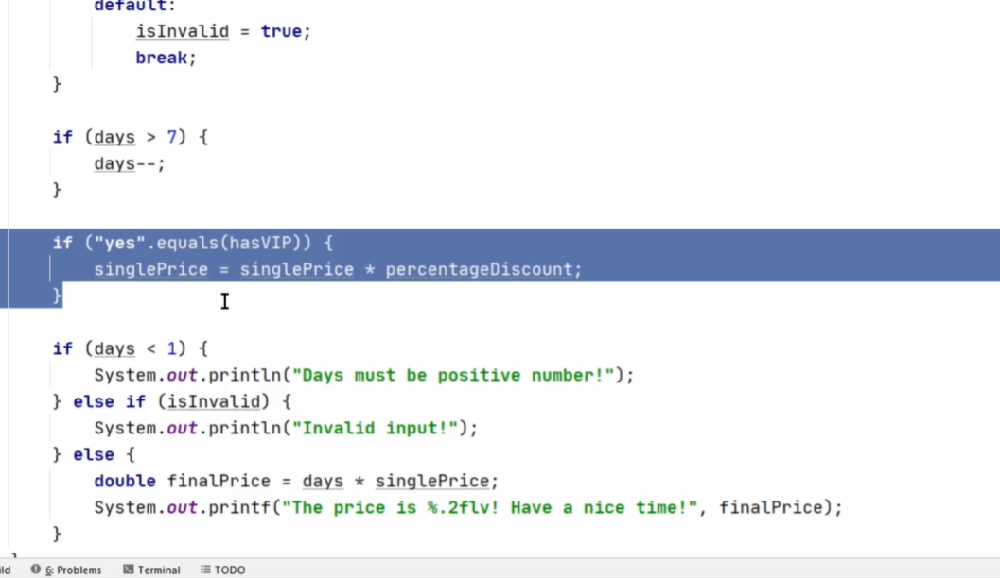 default:
isInvalid = true;
break;
}
if (days > 7) {
days--;
}
if ("yes".equals(hasVIP)) {
singlePrice = singlePrice * percentageDiscount;
}
if (days < 1) {
System.out.println("Days must be positive number!");
} else if (isInvalid) {
System.out.println("Invalid input!");
} else {
double finalPrice = days * singlePrice;
System.out.printf("The price is %.2flv! Have a nice time!", finalPrice);
}
ild 6: Problems Terminal TODO